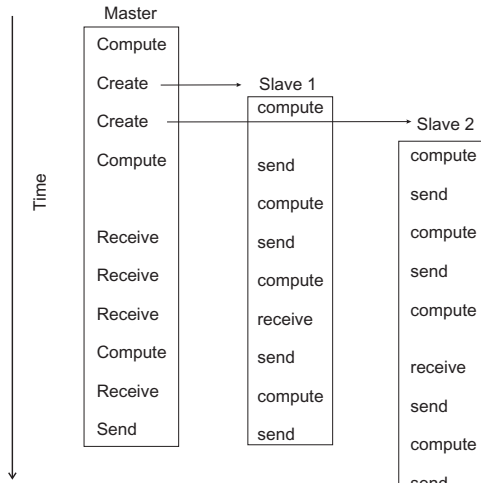 Time
Master
Compute
Create
Create
Compute
Receive
Receive
Receive
Compute
Receive
Send
Slave 1
compute
send
compute
send
compute
receive
send
compute
send
Slave 2
compute
send
compute
send
compute
receive
send
compute
send